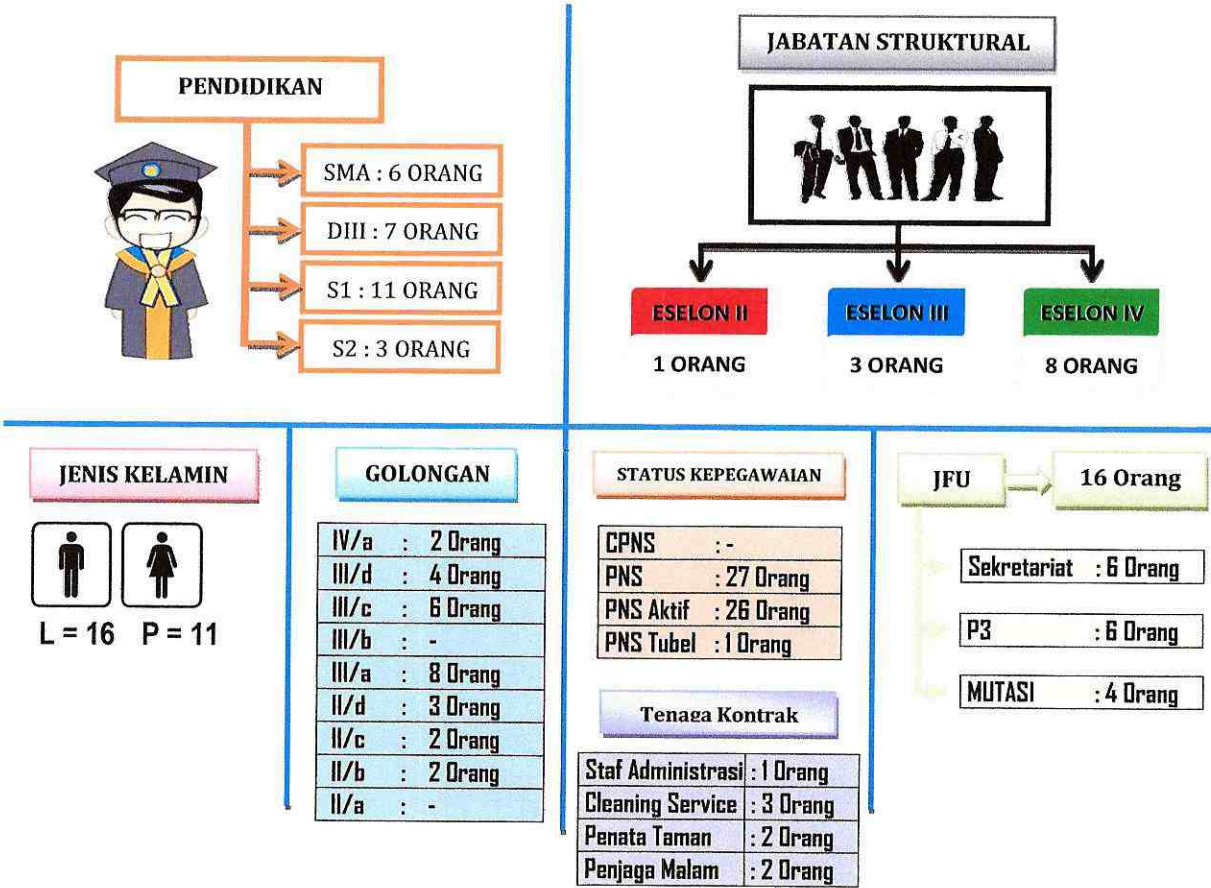 PENDIDIKAN
SMA : 6 ORANG
DIII : 7 ORANG
S1 : 11 ORANG
S2 : 3 ORANG
JABATAN STRUKTURAL
ESELON II
ESELON III
ESELON IV
1 ORANG
3 ORANG
8 ORANG
JENIS KELAMIN
L = 16 P = 11
GOLONGAN
IV/a : 2 Orang
III/d : 4 Orang
III/c : 6 Orang
III/b : -
III/a : 8 Orang
II/d : 3 Orang
II/c : 2 Orang
II/b : 2 Orang
II/a : -
STATUS KEPEGAWAIAN
CPNS : -
PNS : 27 Orang
PNS Aktif : 26 Orang
PNS Tubel : 1 Orang
Tenaga Kontrak
Staf Administrasi : 1 Orang
Cleaning Service : 3 Orang
Penata Taman : 2 Orang
Penjaga Malam : 2 Orang
JFU
16 Orang
Sekretariat : 6 Orang
P3 : 6 Orang
MUTASI : 4 Orang